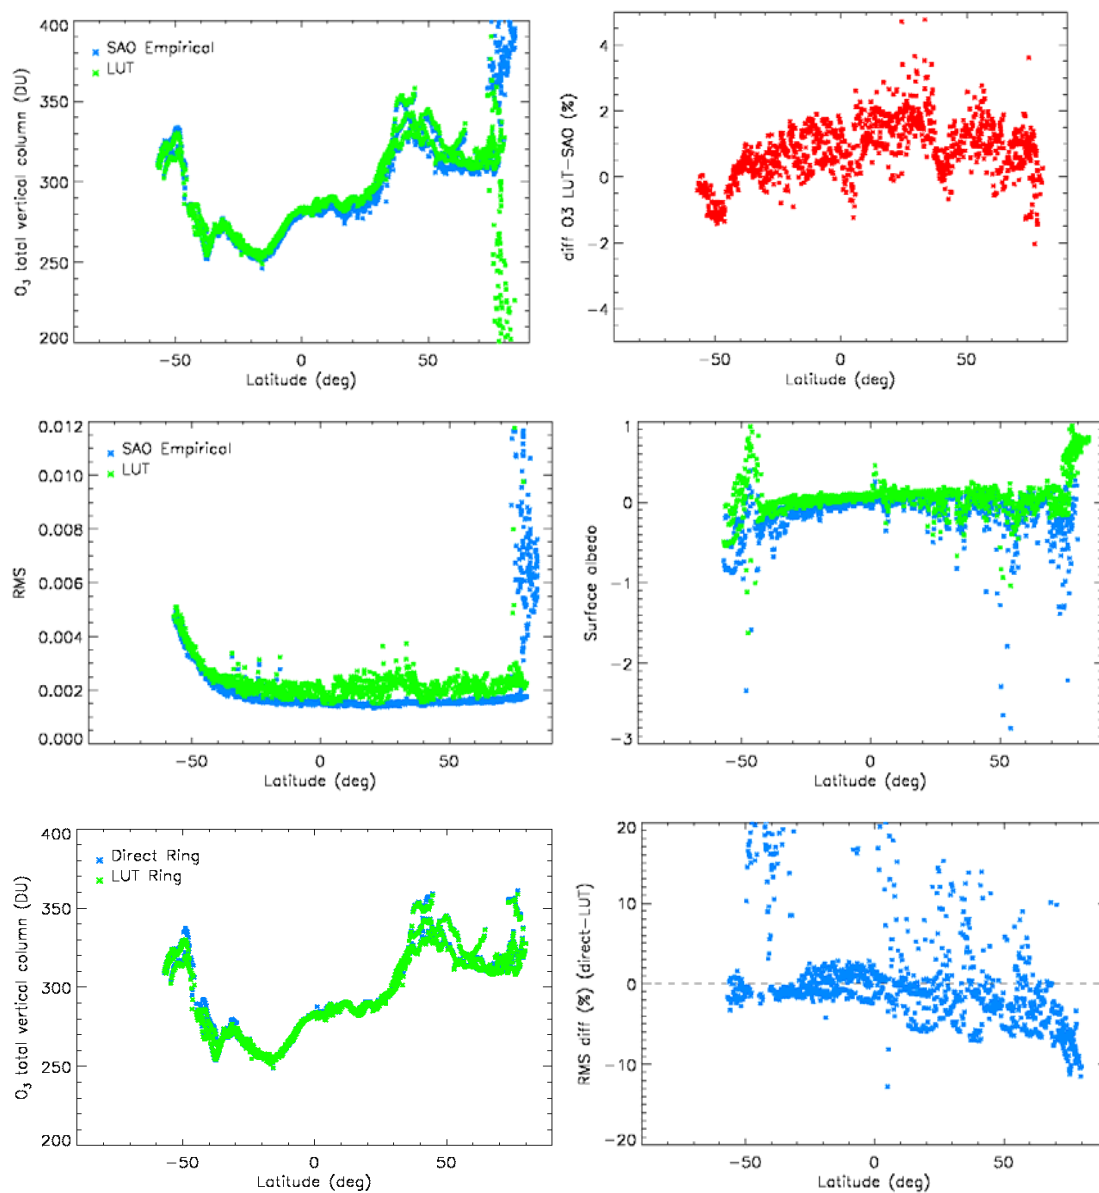 400
350
300
250
200
O3 total vertical column (DU)
SAO Empirical
LUT
-50
0
50
Latitude (deg)
4
2
0
-2
-4
diff O3 LUT-SAO (%)
-50
0
50
Latitude (deg)
0.012
0.010
0.008
0.006
0.004
0.002
0.000
RMS
SAO Empirical
LUT
-50
0
50
Latitude (deg)
1
0
-1
-2
-3
Surface albedo
-50
0
50
Latitude (deg)
400
350
300
250
200
O3 total vertical column (DU)
Direct Ring
LUT Ring
-50
0
50
Latitude (deg)
20
10
0
-10
-20
RMS diff (%) (direct-LUT)
-50
0
50
Latitude (deg)